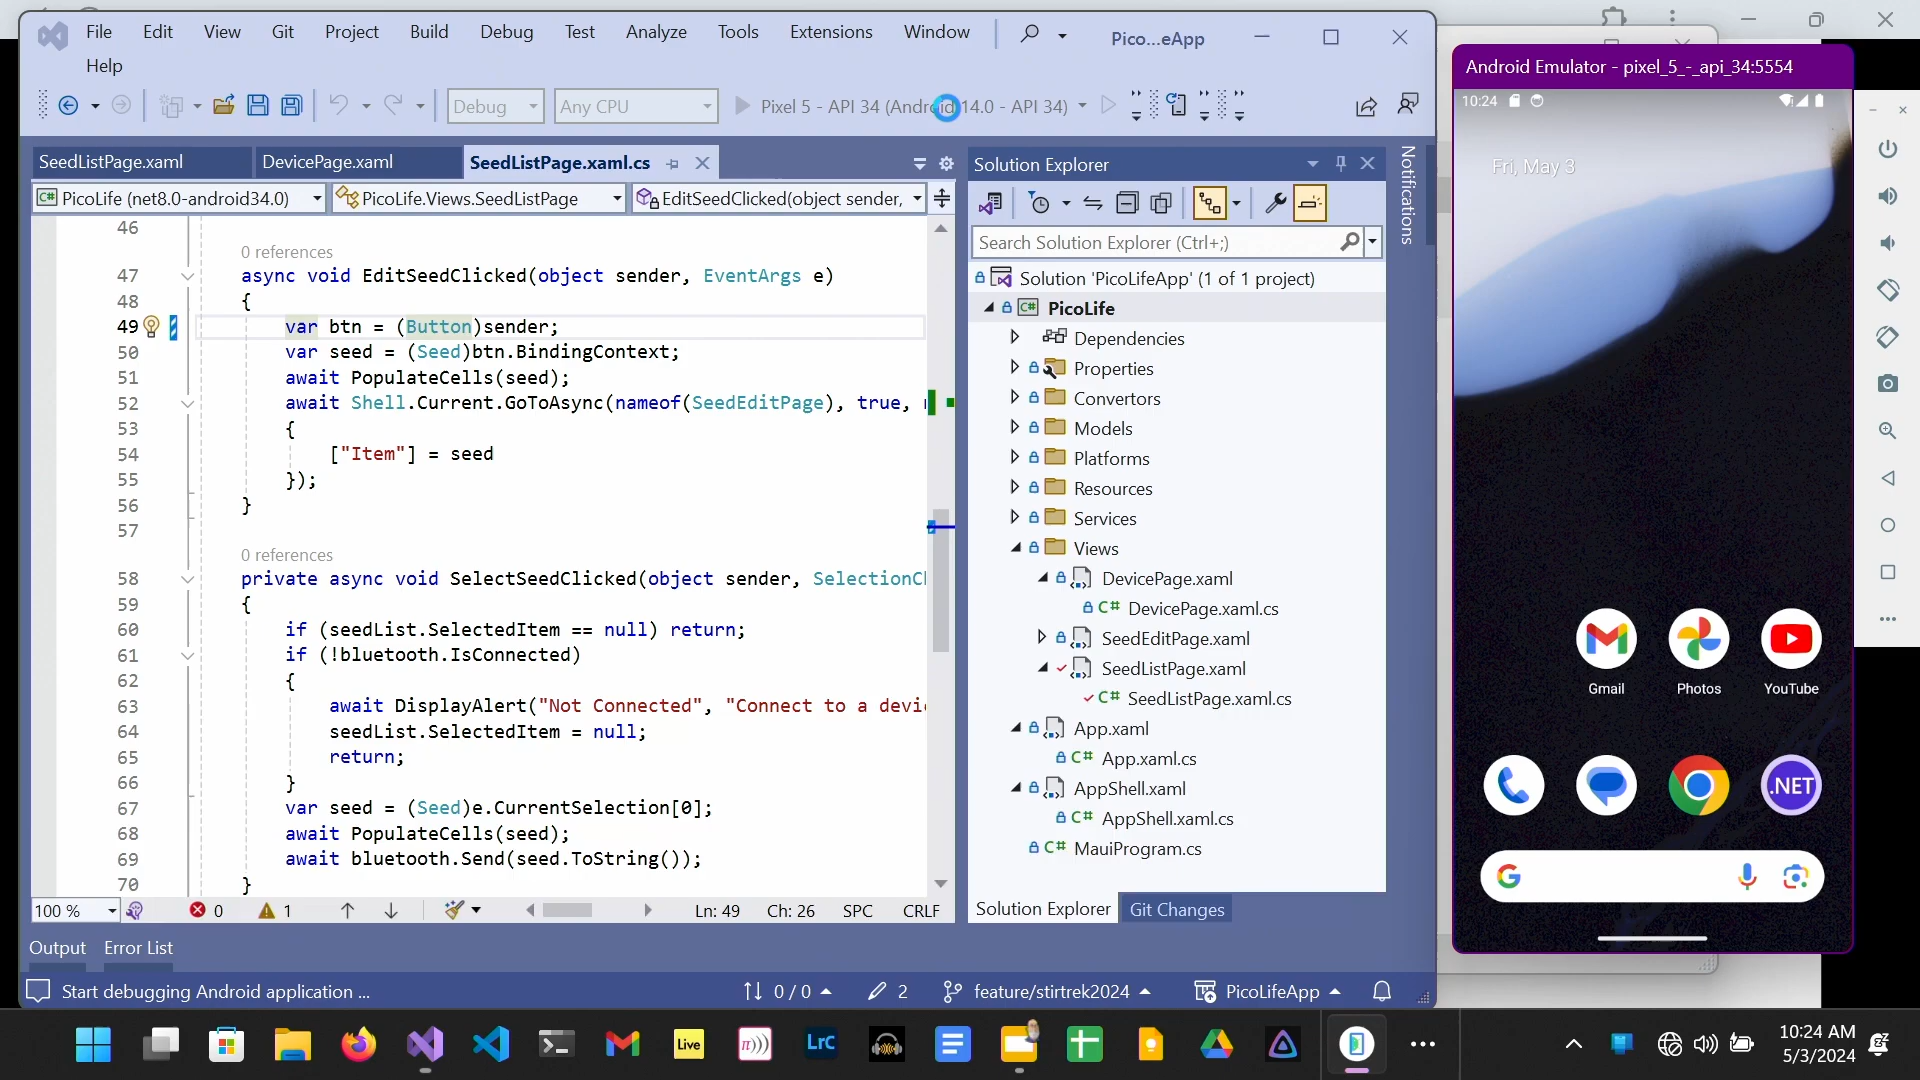 File Edit View Git Project Build Debug Test Analyze Tools Extensions Window Pico...eApp
Help
Debug Any CPU Pixel 5 - API 34 (Android 14.0 - API 34)
SeedListPage.xaml DevicePage.xaml SeedListPage.xaml.cs
PicoLife (net8.0-android34.0) PicoLife.Views.SeedListPage EditSeedClicked(object sender,
46
0 references
47 async void EditSeedClicked(object sender, EventArgs e)
48 {
49 var btn = (Button)sender;
50 var seed = (Seed)btn.BindingContext;
51 await PopulateCells(seed);
52 await Shell.Current.GoToAsync(nameof(SeedEditPage), true,
53 {
54 ["Item"] = seed
55 });
56 }
57
0 references
58 private async void SelectSeedClicked(object sender, SelectionCh
59 {
60 if (seedList.SelectedItem == null) return;
61 if (!bluetooth.IsConnected)
62 {
63 await DisplayAlert("Not Connected", "Connect to a devi
64 seedList.SelectedItem = null;
65 return;
66 }
67 var seed = (Seed)e.CurrentSelection[0];
68 await PopulateCells(seed);
69 await bluetooth.Send(seed.ToString());
70 }
100 % 0 1 Ln: 49 Ch: 26 SPC CRLF
Output Error List
Start debugging Android application ... 0 / 0 2 feature/stirtrek2024 PicoLifeApp
Solution Explorer
Search Solution Explorer (Ctrl+;)
Solution 'PicoLifeApp' (1 of 1 project)
C# PicoLife
Dependencies
Properties
Convertors
Models
Platforms
Resources
Services
Views
DevicePage.xaml
C# DevicePage.xaml.cs
SeedEditPage.xaml
SeedListPage.xaml
C# SeedListPage.xaml.cs
App.xaml
C# App.xaml.cs
AppShell.xaml
C# AppShell.xaml.cs
C# MauiProgram.cs
Solution Explorer Git Changes
Notifications
Android Emulator - pixel_5_-_api_34:5554
10:24
Fri, May 3
Gmail Photos YouTube
.NET
Live π))) LrC
10:24 AM
5/3/2024